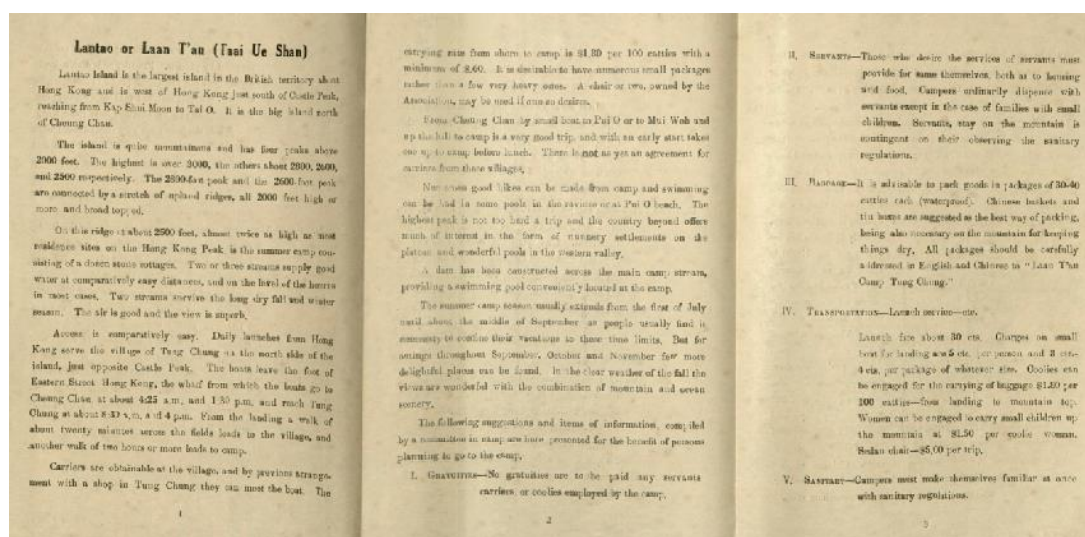 Lantao or Laan T'au (Taai Ue Shan)
Lantao Island is the largest island in the British territory about
Hong Kong and is west of Hong Kong just south of Castle Peak,
reaching from Kap Shui Moon to Tai O. It is the big island north
of Cheung Chau.
The island is quite mountainous and has four peaks above
2000 feet. The highest is over 3000, the others about 2800, 2600,
and 2500 respectively. The 2800-foot peak and the 2600-foot peak
are connected by a stretch of upland ridges, all 2000 feet high or
more and broad topped.
On this ridge at about 2500 feet, almost twice as high as most
residence sites on the Hong Kong Peak, is the summer camp con-
sisting of a dozen stone cottages. Two or three streams supply good
water at comparatively easy distances, and on the level of the houses
in most cases. Two streams survive the long dry fall and winter
season. The air is good and the view is superb.
Access is comparatively easy. Daily launches from Hong
Kong serve the village of Tung Chung on the north side of the
island, just opposite Castle Peak. The boats leave the foot of
Eastern Street Hong Kong, the wharf from which the boats go to
Cheung Chau, at about a.m. and 1:30 p.m. and reach Tung
Chung at about a.m. and 4 p.m. From the landing a walk of
about twenty minutes across the fields leads to the village, and
another walk of two hours or more leads to camp.
Carriers are obtainable at the village, and by previous arrange-
ment with a shop in Tung Chung they can meet the boat. The
1
carrying rate from shore to camp is $1.80 per 100 catties with a
minimum of $.60. It is desirable to have numerous small packages
rather than a few very heavy ones. A chair or two, owned by the
Association, may be used if one so desires.
From Cheung Chau by small boat to Pui O or to Mui Woh and
up the hill to camp is a very good trip, and with an early start takes
one up to camp before lunch. There is not as yet an agreement for
carriers from these villages.
Numerous good hikes can be made from camp and swimming
can be had in some pools in the ravines or at Pui O beach. The
highest peak is not too hard a trip and the country beyond offers
much of interest in the form of nunnery settlements on the
plateau and wonderful pools in the western valley.
A dam has been constructed across the main camp stream,
providing a swimming pool conveniently located at the camp.
The summer camp season usually extends from the first of July
until about the middle of September as people usually find it
necessary to confine their vacations to these time limits. But for
outings throughout September, October and November few more
delightful places can be found. In the clear weather of the fall the
views are wonderful with the combination of mountain and ocean
scenery.
The following suggestions and items of information, compiled
by a committee in camp are here presented for the benefit of persons
planning to go to the camp.
I. GRATUITIES—No gratuities are to be paid any servants
carriers, or coolies employed by the camp.
2
II. SERVANTS—Those who desire the services of servants must
provide for same themselves, both as to housing
and food. Campers ordinarily dispense with
servants except in the case of families with small
children. Servants, stay on the mountain is
contingent on their observing the sanitary
regulations.
III. BAGGAGE—It is advisable to pack goods in packages of 30-40
catties each (waterproof). Chinese baskets and
tin boxes are suggested as the best way of packing,
being also necessary on the mountain for keeping
things dry. All packages should be carefully
addressed in English and Chinese to "Laan T'au
Camp Tung Chung."
IV. TRANSPORTATION—Launch service—etc.
Launch fare about 30 cts. Charges on small
boat for landing are 5 cts. per person and 3 cts.-
4 cts. per package of whatever size. Coolies can
be engaged for the carrying of baggage $1.80 per
100 catties—from landing to mountain top.
Women can be engaged to carry small children up
the mountain at $1.50 per coolie woman.
Sedan chair—$5.00 per trip.
V. SANITARY—Campers must make themselves familiar at once
with sanitary regulations.
3